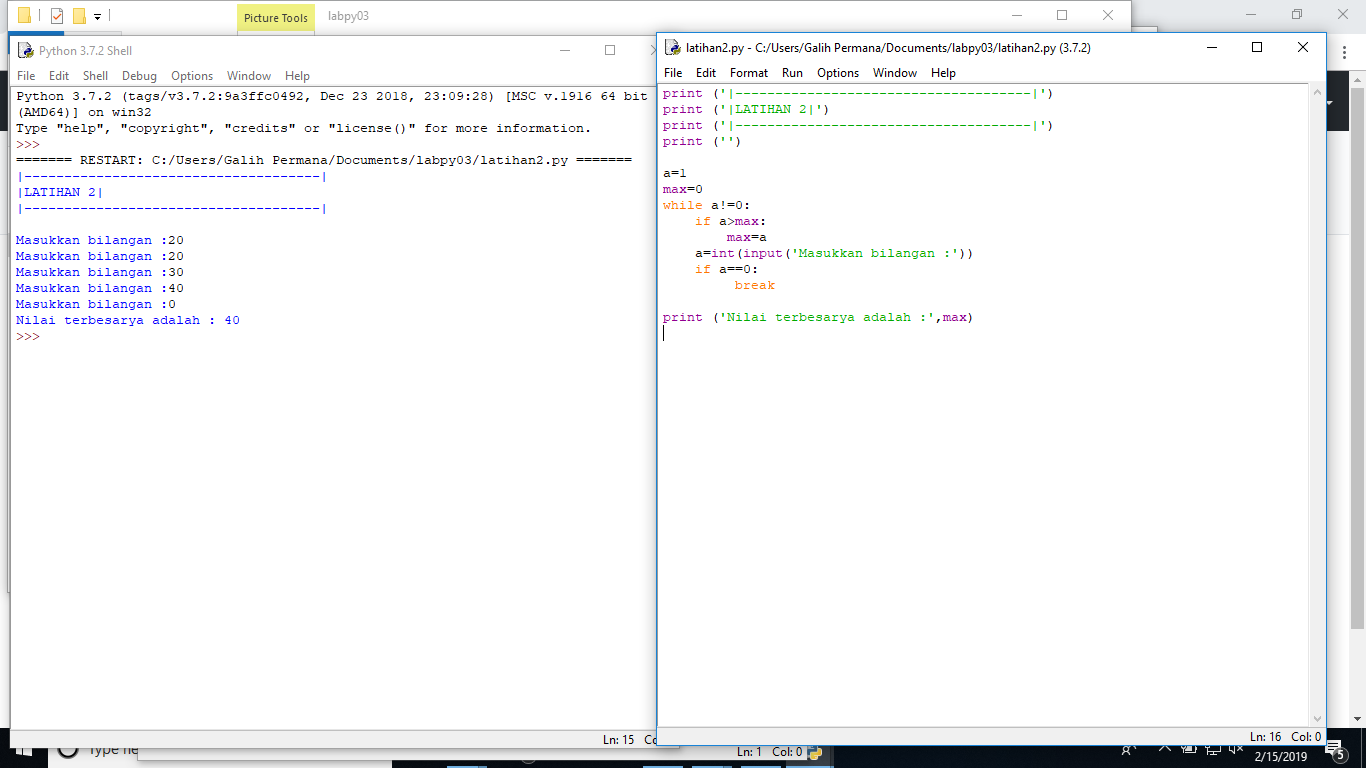 Picture Tools
labpy03
Python 3.7.2 Shell
File Edit Shell Debug Options Window Help
Python 3.7.2 (tags/v3.7.2:9a3ffc0492, Dec 23 2018, 23:09:28) [MSC v.1916 64 bit
(AMD64)] on win32
Type "help", "copyright", "credits" or "license()" for more information.
>>>
======= RESTART: C:/Users/Galih Permana/Documents/labpy03/latihan2.py =======
|-------------------------------------|
|LATIHAN 2|
|-------------------------------------|
Masukkan bilangan :20
Masukkan bilangan :20
Masukkan bilangan :30
Masukkan bilangan :40
Masukkan bilangan :0
Nilai terbesarya adalah : 40
>>>
Ln: 15
latihan2.py - C:/Users/Galih Permana/Documents/labpy03/latihan2.py (3.7.2)
File Edit Format Run Options Window Help
print ('|-------------------------------------|')
print ('|LATIHAN 2|')
print ('|-------------------------------------|')
print ('')
a=1
max=0
while a!=0:
    if a>max:
        max=a
    a=int(input('Masukkan bilangan :'))
    if a==0:
         break
print ('Nilai terbesarya adalah :',max)
Ln: 16 Col: 0
Ln: 1 Col: 0
Type he
2/15/2019
5